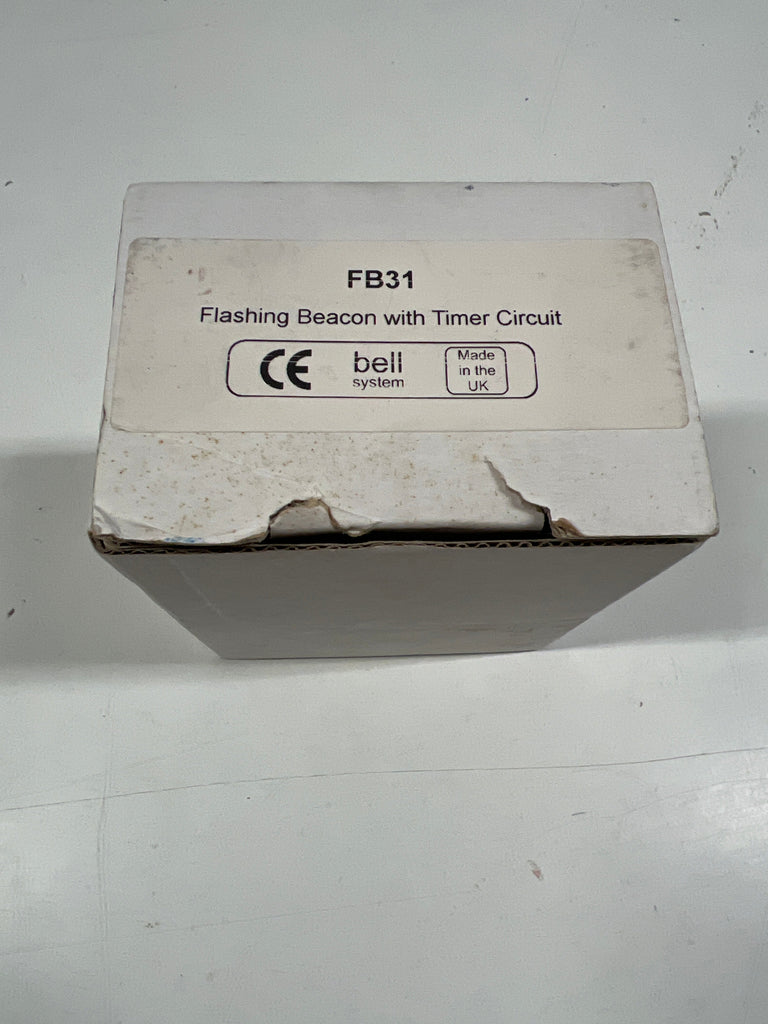 FB31
Flashing Beacon with Timer Circuit
CE
bell
system
Made
in the
UK